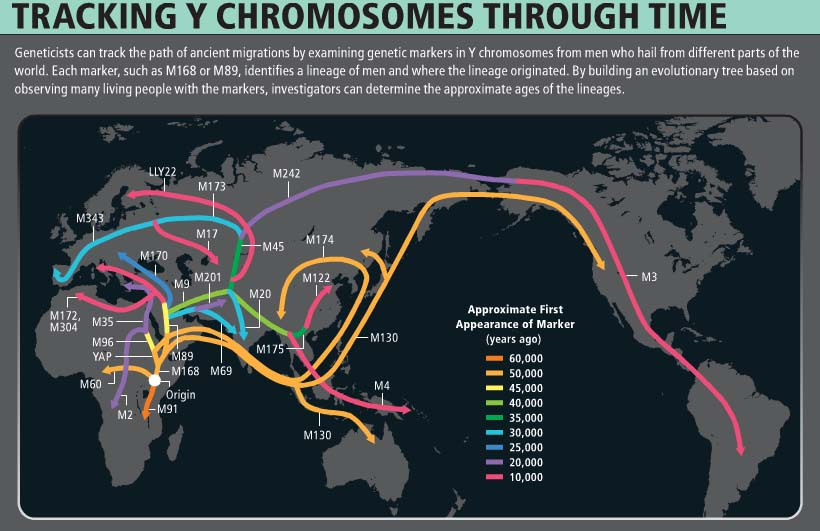 TRACKING Y CHROMOSOMES THROUGH TIME
Geneticists can track the path of ancient migrations by examining genetic markers in Y chromosomes from men who hail from different parts of the
world. Each marker, such as M168 or M89, identifies a lineage of men and where the lineage originated. By building an evolutionary tree based on
observing many living people with the markers, investigators can determine the approximate ages of the lineages.
LLY22
M173
M242
M343
M17
M45
M174
M170
M201
M9
M122
M3
M20
M172,
M304
M35
M96
YAP
M89
M168
M69
M175
M130
M60
Origin
M91
M2
M4
M130
Approximate First
Appearance of Marker
(years ago)
60,000
50,000
45,000
40,000
35,000
30,000
25,000
20,000
10,000